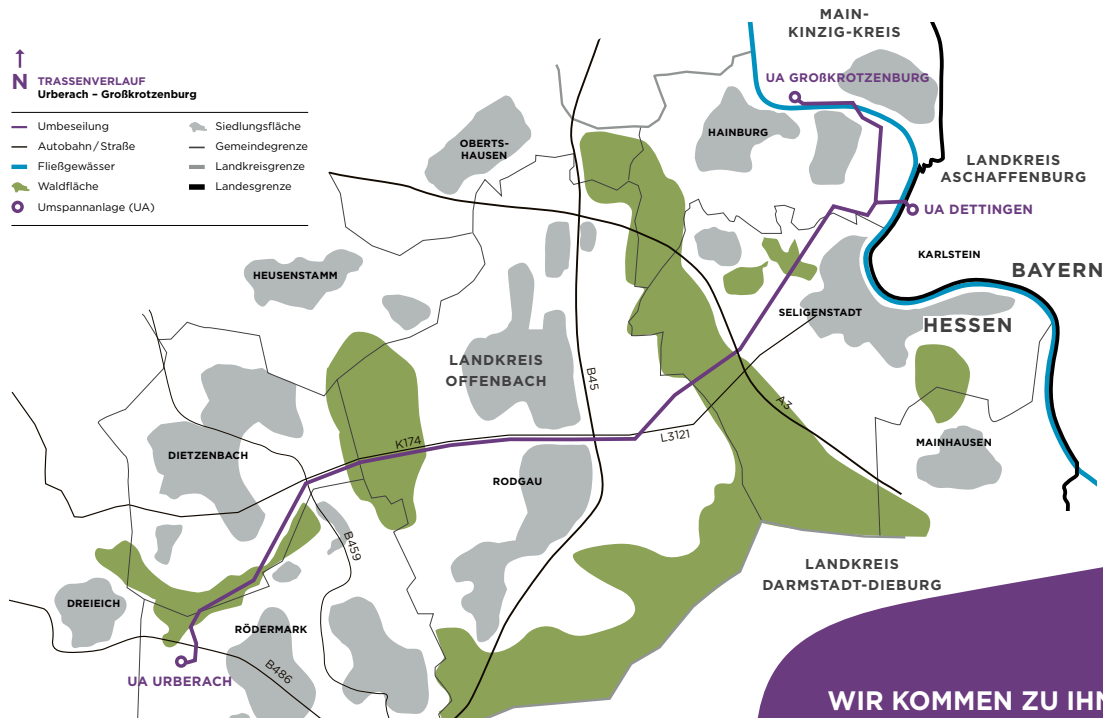 N
TRASSENVERLAUF
Urberach – Großkrotzenburg
Umbeseilung
Autobahn/Straße
Fließgewässer
Waldfläche
Umspannanlage (UA)
Siedlungsfläche
Gemeindegrenze
Landkreisgrenze
Landesgrenze
MAIN-
KINZIG-KREIS
UA GROßKROTZENBURG
HAINBURG
OBERTS-
HAUSEN
LANDKREIS
ASCHAFFENBURG
UA DETTINGEN
KARLSTEIN
BAYERN
HEUSENSTAMM
SELIGENSTADT
HESSEN
LANDKREIS
OFFENBACH
B45
A3
K174
L3121
DIETZENBACH
MAINHAUSEN
RODGAU
B459
LANDKREIS
DARMSTADT-DIEBURG
DREIEICH
RÖDERMARK
B486
UA URBERACH
WIR KOMMEN ZU IHN